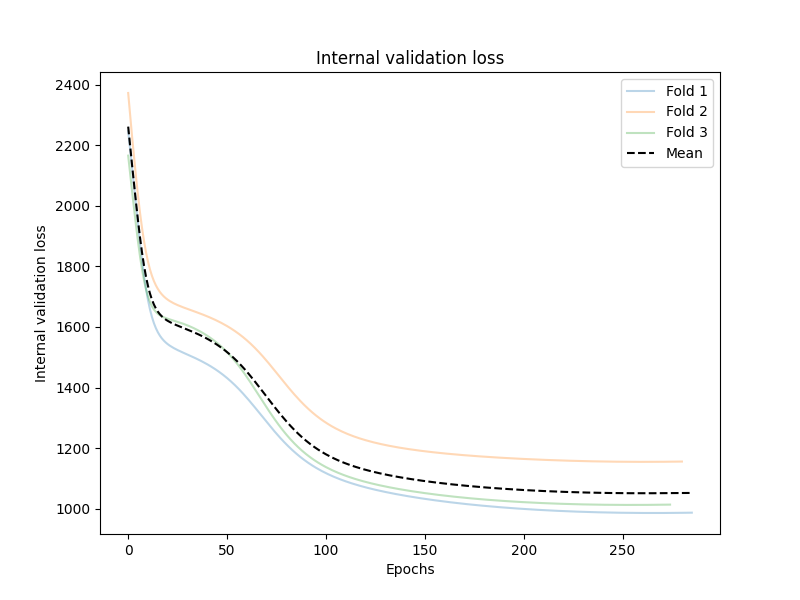 Internal validation loss
2400
2200
2000
1800
1600
1400
1200
1000
Internal validation loss
Fold 1
Fold 2
Fold 3
Mean
0 50 100 150 200 250
Epochs